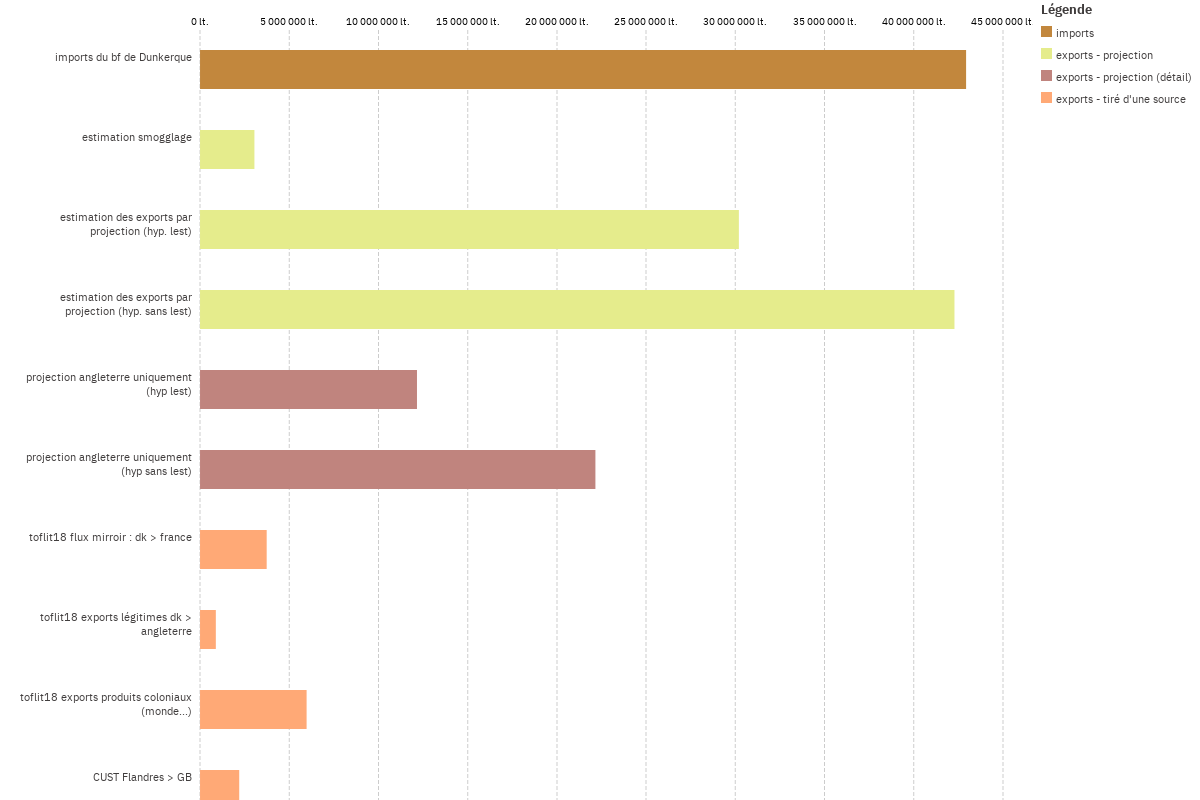 0 lt.
5 000 000 lt.
10 000 000 lt.
15 000 000 lt.
20 000 000 lt.
25 000 000 lt.
30 000 000 lt.
35 000 000 lt.
40 000 000 lt.
45 000 000 lt.
Légende
imports
exports - projection
exports - projection (détail)
exports - tiré d'une source
imports du bf de Dunkerque
estimation smogglage
estimation des exports par
projection (hyp. lest)
estimation des exports par
projection (hyp. sans lest)
projection angleterre uniquement
(hyp lest)
projection angleterre uniquement
(hyp sans lest)
toflit18 flux mirroir : dk > france
toflit18 exports légitimes dk >
angleterre
toflit18 exports produits coloniaux
(monde...)
CUST Flandres > GB